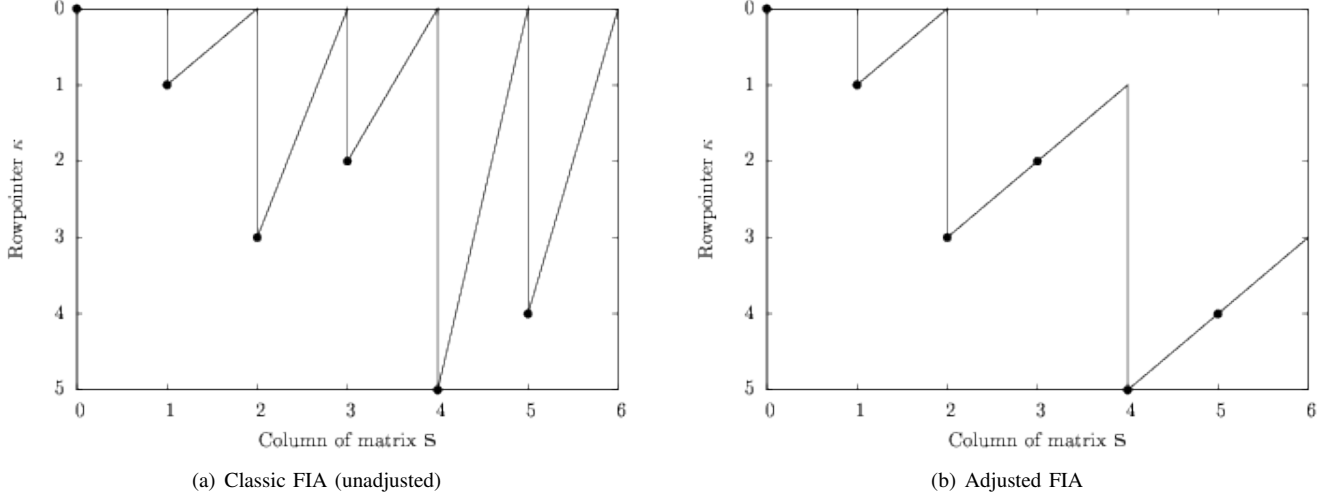 0
1
2
3
4
5
Rowpointer κ
0 1 2 3 4 5 6
Column of matrix S
(a) Classic FIA (unadjusted)
0
1
2
3
4
5
Rowpointer κ
0 1 2 3 4 5 6
Column of matrix S
(b) Adjusted FIA